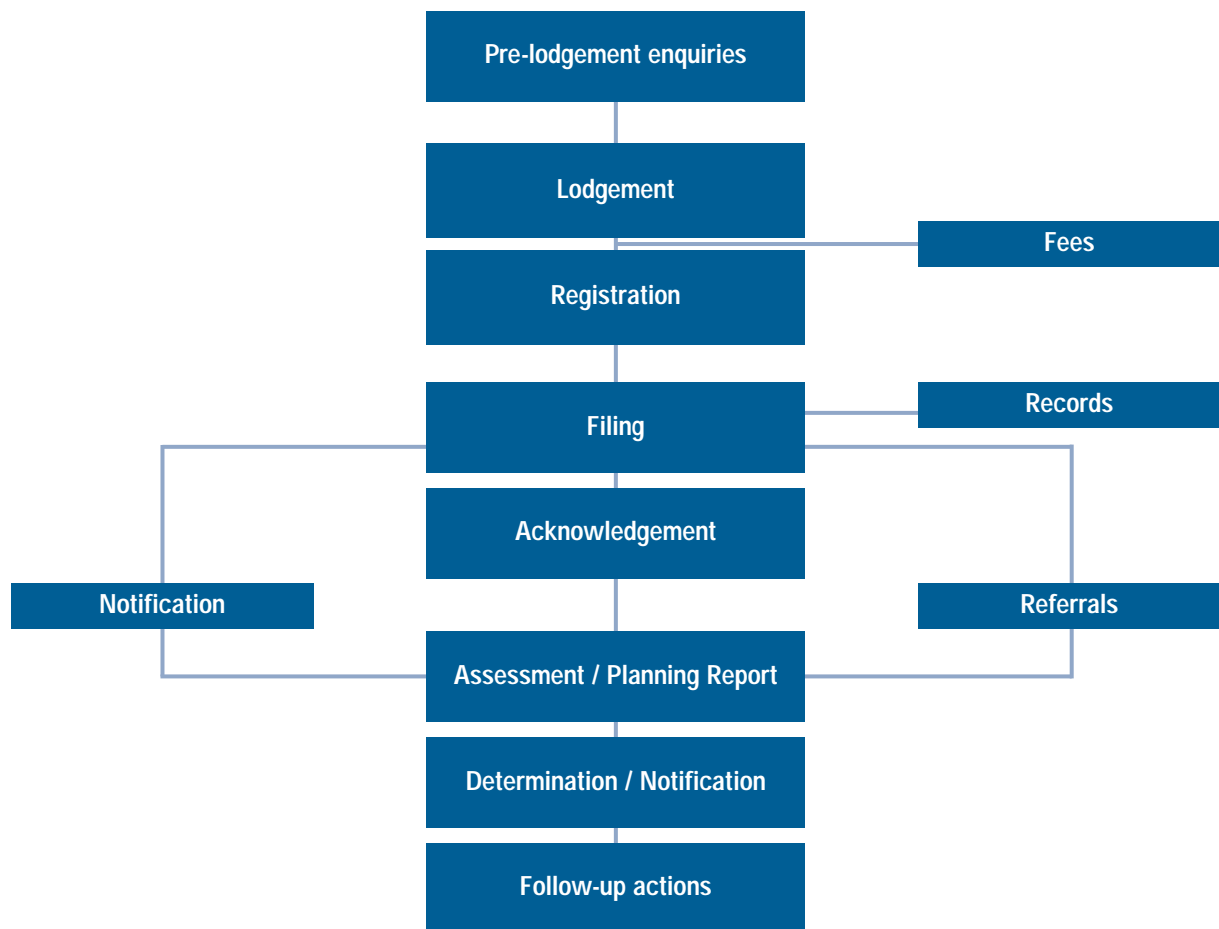 Pre-lodgement enquiries
Lodgement
Fees
Registration
Records
Filing
Acknowledgement
Notification
Referrals
Assessment / Planning Report
Determination / Notification
Follow-up actions